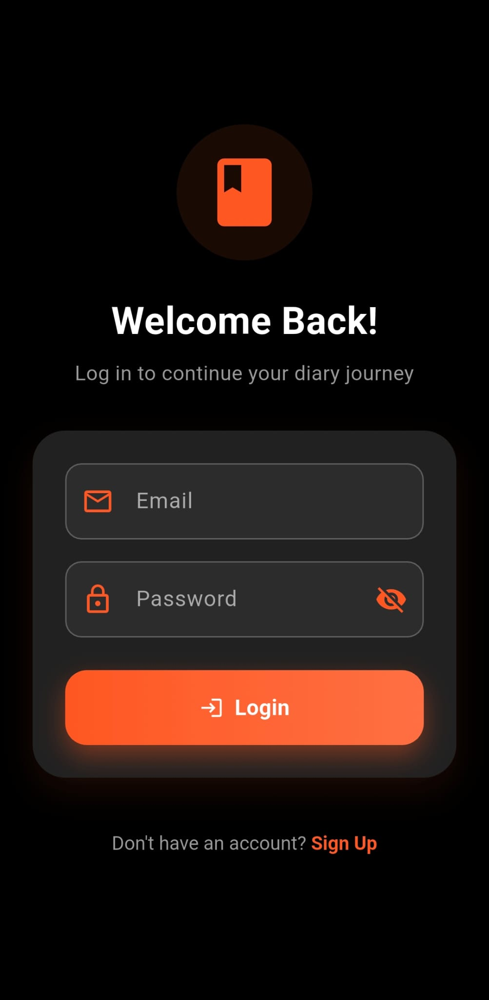 Welcome Back!
Log in to continue your diary journey
Email
Password
Login
Don't have an account? Sign Up